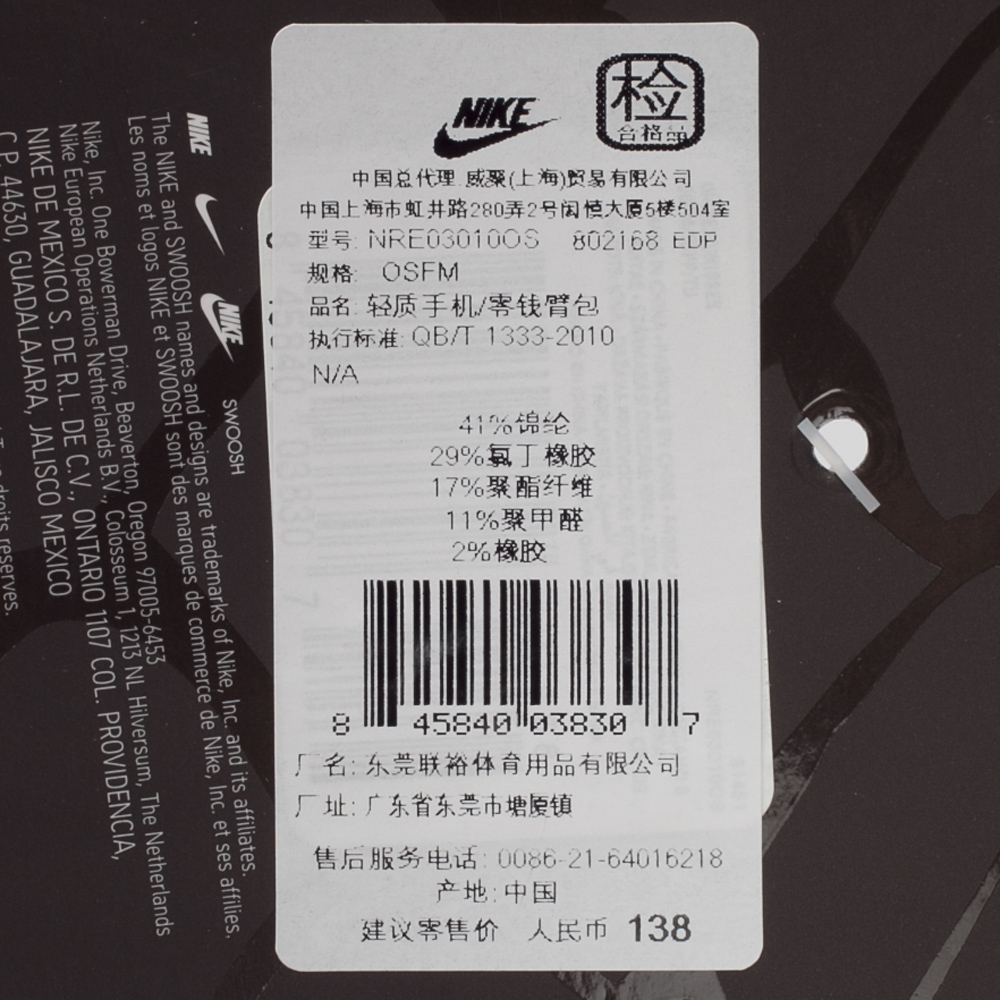 NIKE
检
合格品
中国总代理 威聚(上海)贸易有限公司
中国上海市虹井路280弄2号闳愼大厦5楼504室
型号: NRE03010OS 802168 EDP
规格: OSFM
品名: 轻质手机/零钱臂包
执行标准: QB/T 1333-2010
N/A
41%锦纶
29%氯丁橡胶
17%聚酯纤维
11%聚甲醛
2%橡胶
8 45840 03830 7
厂名: 东莞联裕体育用品有限公司
厂址: 广东省东莞市塘厦镇
售后服务电话: 0086-21-64016218
产地: 中国
建议零售价 人民币 138
NIKE
NIKE
SWOOSH
The NIKE and SWOOSH names and designs are trademarks of Nike, Inc. and its affiliates.
Les noms et logos NIKE et SWOOSH sont des marques de commerce de Nike, Inc. et ses affilies.
Nike, Inc. One Bowerman Drive, Beaverton, Oregon 97005-6453
Nike European Operations Netherlands B.V., Colosseum 1, 1213 NL Hilversum, The Netherlands
NIKE DE MEXICO S. DE R.L. DE C.V., ONTARIO 1107 COL. PROVIDENCIA,
C.P. 44630, GUADALAJARA, JALISCO MEXICO
droits reserves.